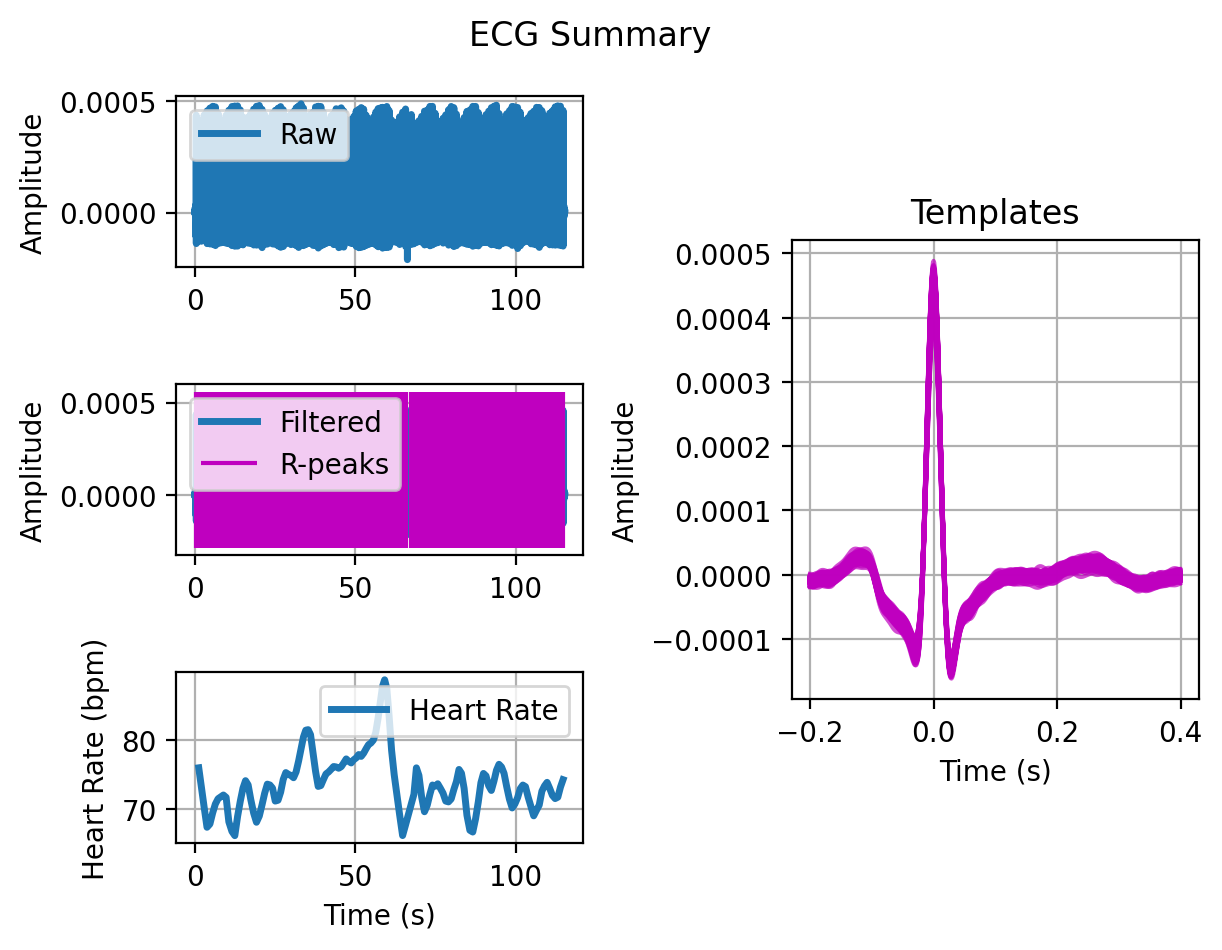 ECG Summary
Amplitude
0.0005
0.0000
Raw
0
50
100
Amplitude
0.0005
0.0000
Filtered
R-peaks
0
50
100
Heart Rate (bpm)
80
70
Heart Rate
0
50
100
Time (s)
Templates
Amplitude
0.0005
0.0004
0.0003
0.0002
0.0001
0.0000
−0.0001
−0.2
0.0
0.2
0.4
Time (s)